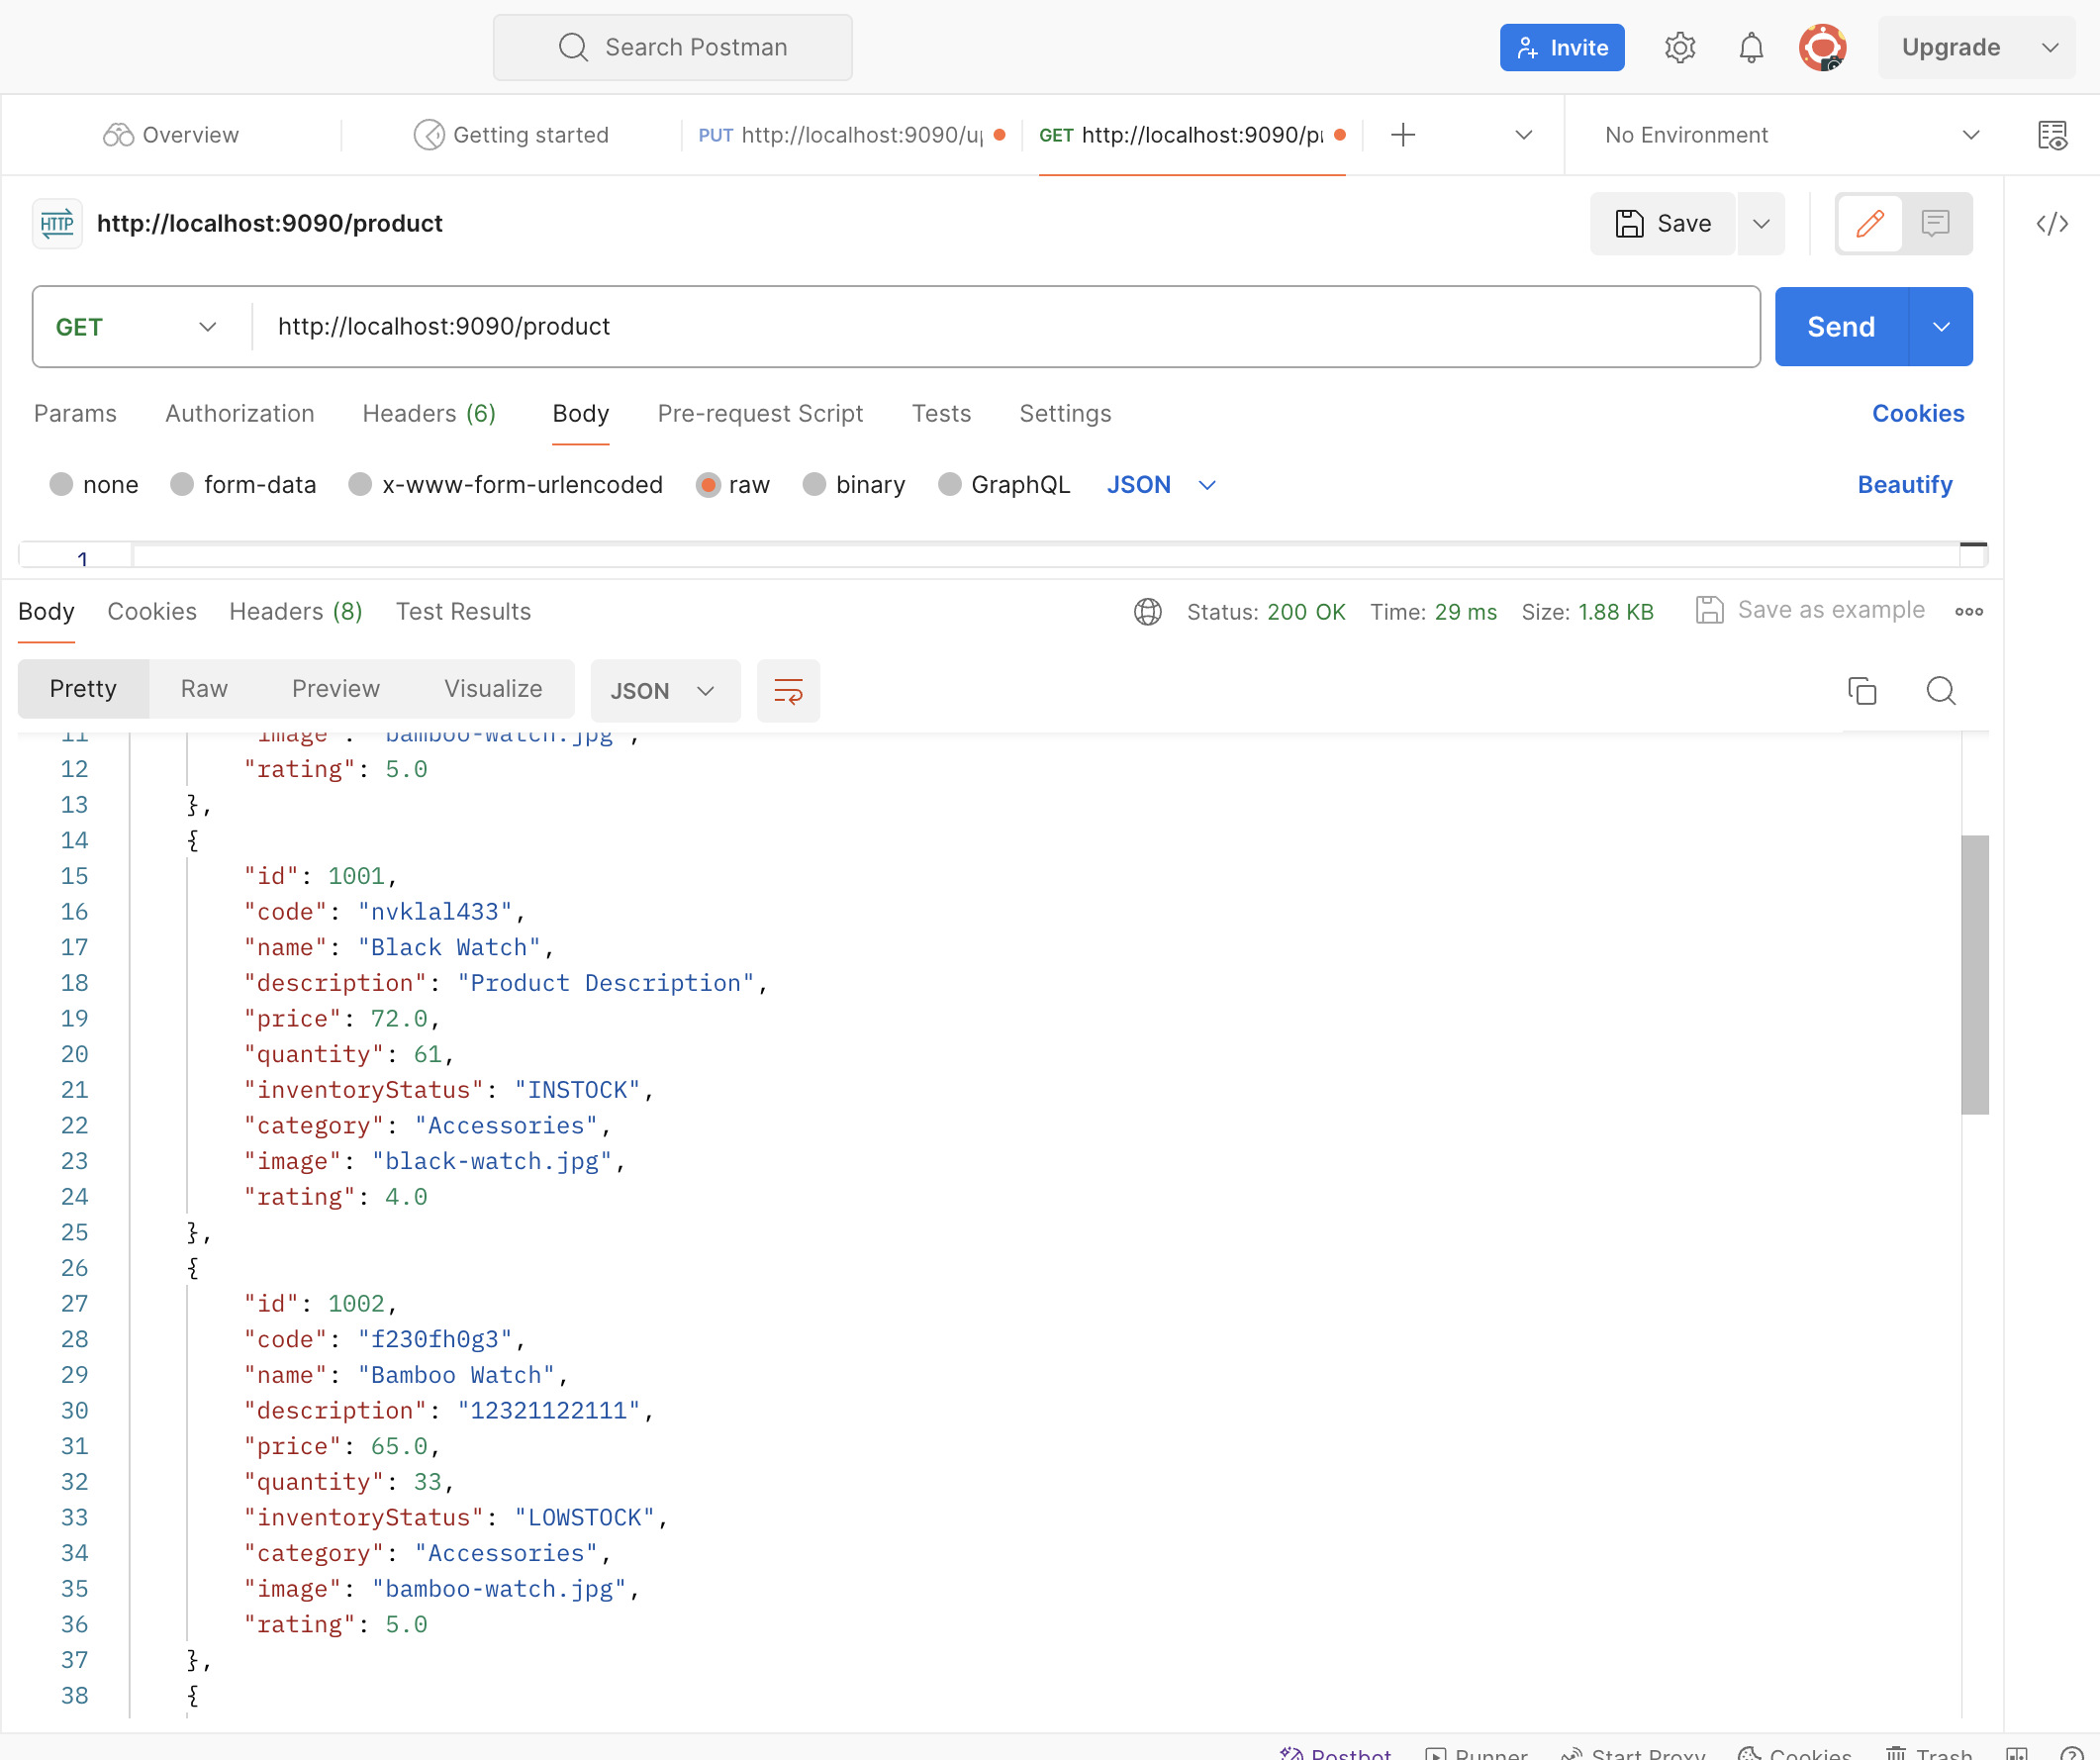 Search Postman
Invite
Upgrade
Overview
Getting started
PUT http://localhost:9090/u
GET http://localhost:9090/p
No Environment
HTTP http://localhost:9090/product
Save
GET http://localhost:9090/product
Send
Params Authorization Headers (6) Body Pre-request Script Tests Settings Cookies
none form-data x-www-form-urlencoded raw binary GraphQL JSON Beautify
1
Body Cookies Headers (8) Test Results Status: 200 OK Time: 29 ms Size: 1.88 KB Save as example
Pretty Raw Preview Visualize JSON
11 "image": "bamboo-watch.jpg",
12 "rating": 5.0
13 },
14 {
15 "id": 1001,
16 "code": "nvklal433",
17 "name": "Black Watch",
18 "description": "Product Description",
19 "price": 72.0,
20 "quantity": 61,
21 "inventoryStatus": "INSTOCK",
22 "category": "Accessories",
23 "image": "black-watch.jpg",
24 "rating": 4.0
25 },
26 {
27 "id": 1002,
28 "code": "f230fh0g3",
29 "name": "Bamboo Watch",
30 "description": "12321122111",
31 "price": 65.0,
32 "quantity": 33,
33 "inventoryStatus": "LOWSTOCK",
34 "category": "Accessories",
35 "image": "bamboo-watch.jpg",
36 "rating": 5.0
37 },
38 {
Postbot Runner Start Proxy Cookies Trash